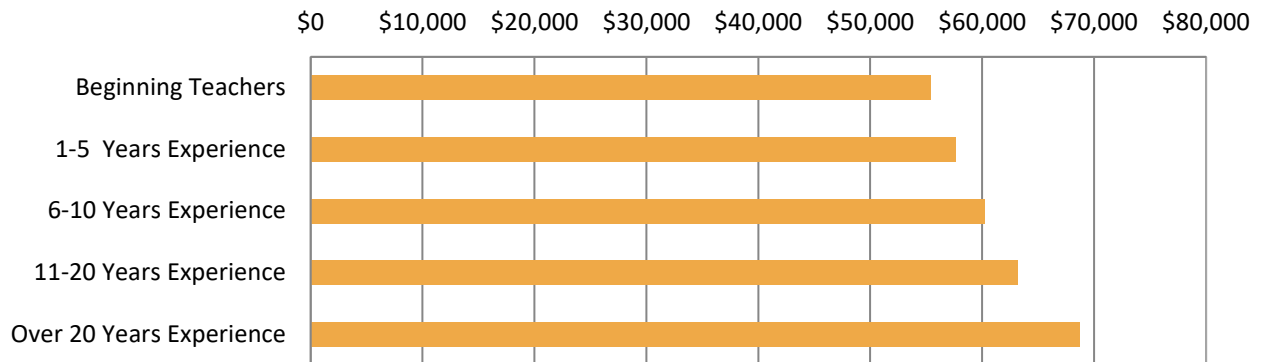 $0 $10,000 $20,000 $30,000 $40,000 $50,000 $60,000 $70,000 $80,000
Beginning Teachers
1-5  Years Experience
6-10 Years Experience
11-20 Years Experience
Over 20 Years Experience